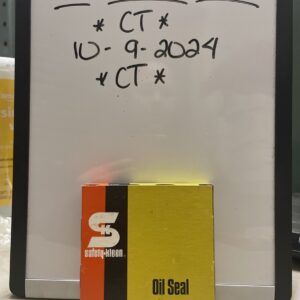 * CT *
10-9-2024
* CT *
safety-kleen
Oil Seal